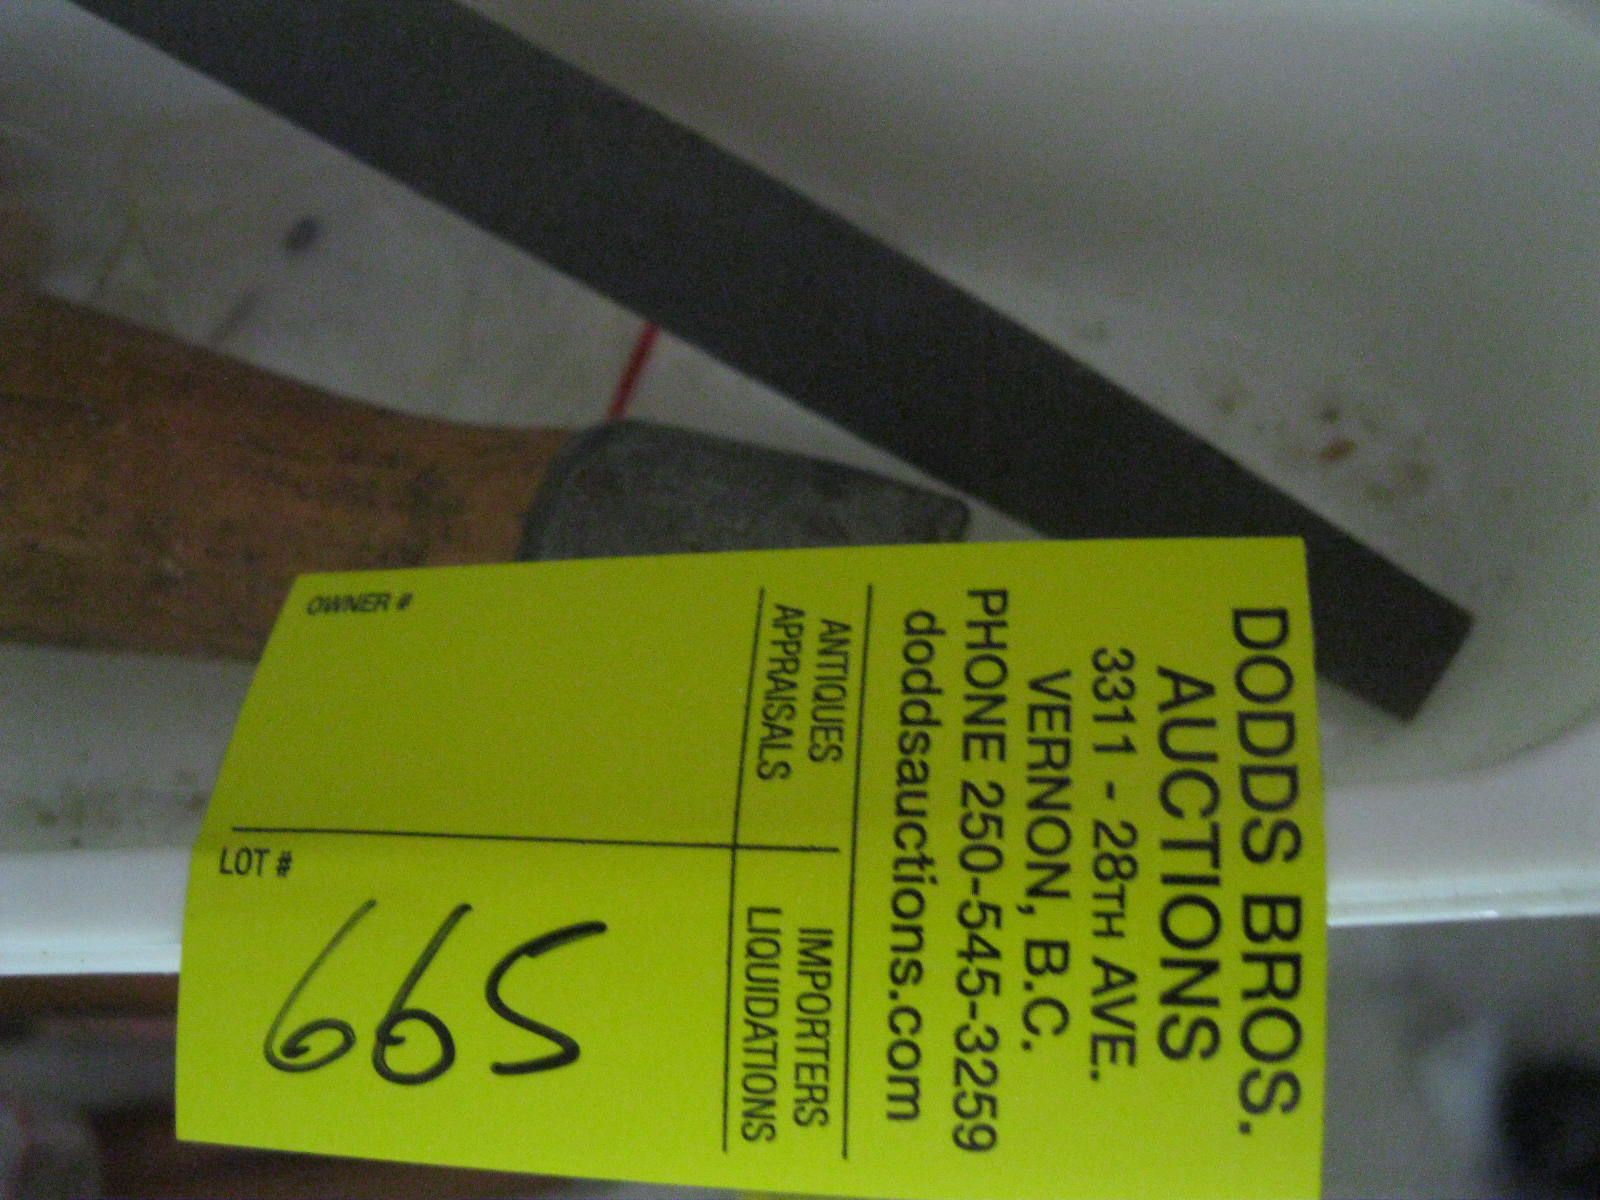 DODDS BROS.
AUCTIONS
3311 - 28TH AVE.
VERNON, B.C.
PHONE 250-545-3259
doddsauctions.com
ANTIQUES
APPRAISALS
IMPORTERS
LIQUIDATIONS
OWNER #
LOT #
665